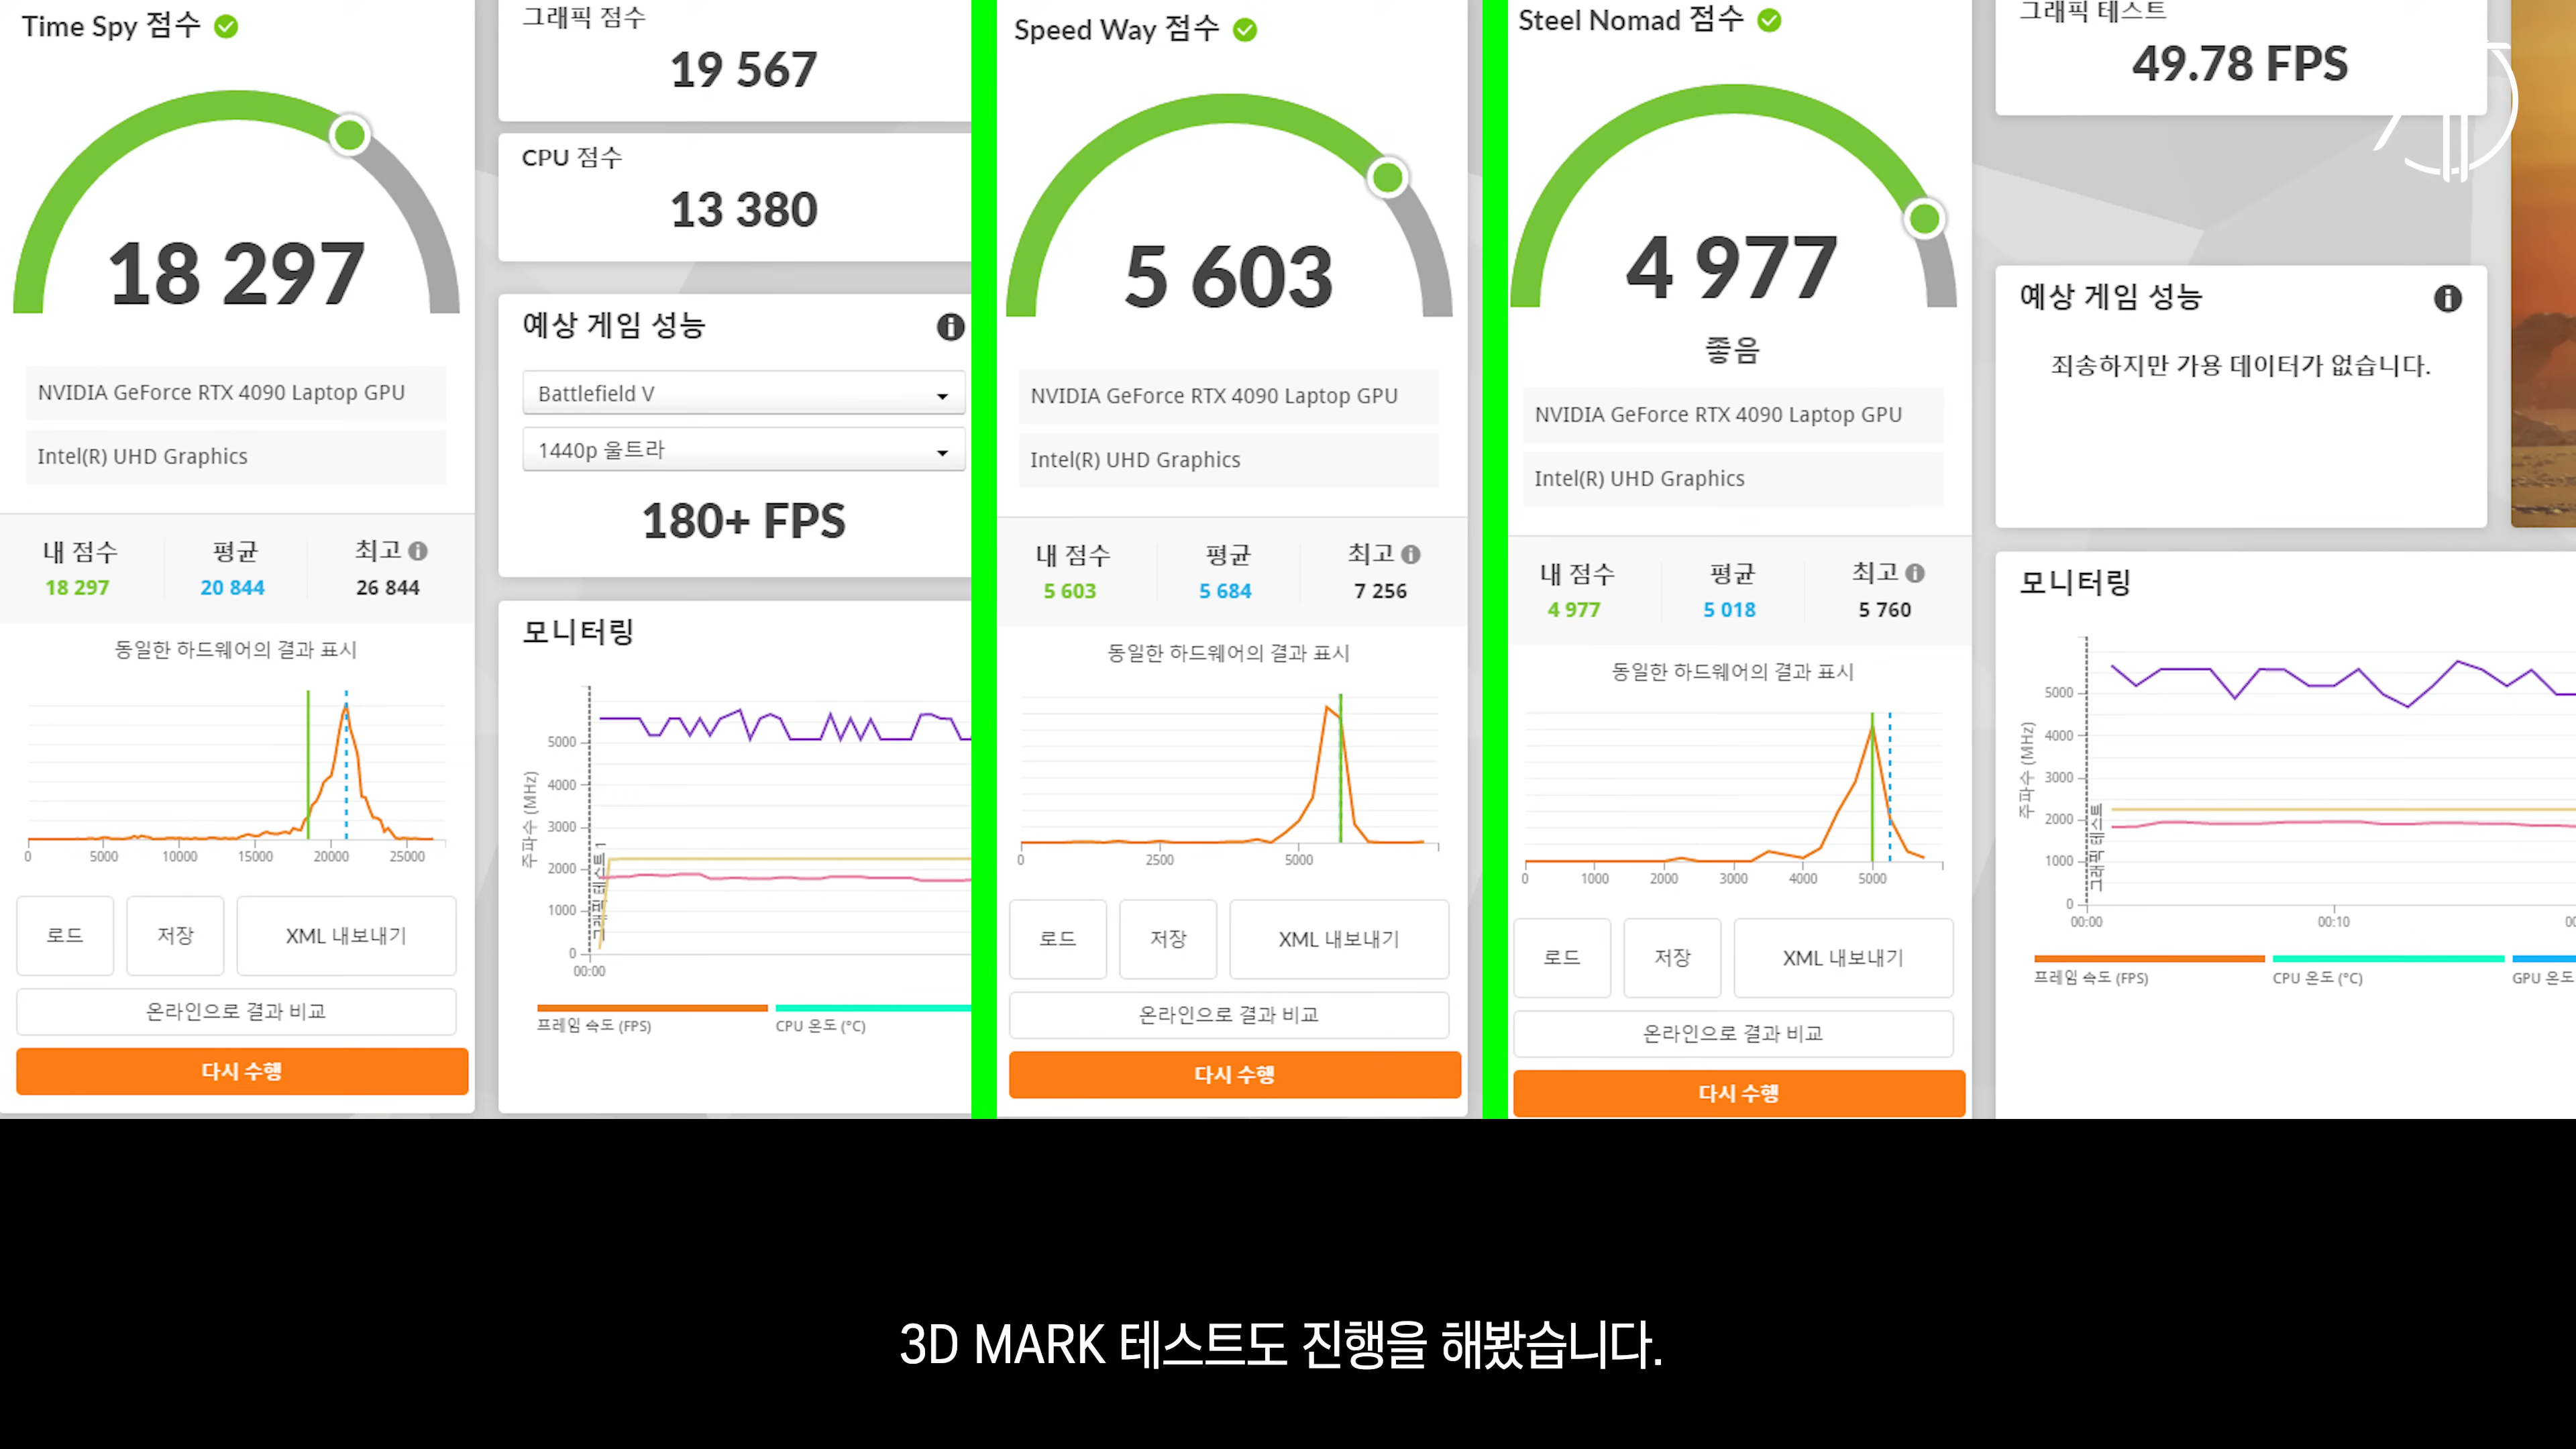 Time Spy 점수
18 297
NVIDIA GeForce RTX 4090 Laptop GPU
Intel(R) UHD Graphics
내 점수 평균 최고
18 297 20 844 26 844
동일한 하드웨어의 결과 표시
0 5000 10000 15000 20000 25000
로드 저장 XML 내보내기
온라인으로 결과 비교
다시 수행
그래픽 점수
19 567
CPU 점수
13 380
예상 게임 성능
Battlefield V
1440p 울트라
180+ FPS
모니터링
주파수 (MHz)
5000
4000
3000
2000
1000
0
그래픽 테스트 1
00:00
프레임 속도 (FPS) CPU 온도 (°C)
Speed Way 점수
5 603
NVIDIA GeForce RTX 4090 Laptop GPU
Intel(R) UHD Graphics
내 점수 평균 최고
5 603 5 684 7 256
동일한 하드웨어의 결과 표시
0 2500 5000
로드 저장 XML 내보내기
온라인으로 결과 비교
다시 수행
Steel Nomad 점수
4 977
좋음
NVIDIA GeForce RTX 4090 Laptop GPU
Intel(R) UHD Graphics
내 점수 평균 최고
4 977 5 018 5 760
동일한 하드웨어의 결과 표시
0 1000 2000 3000 4000 5000
로드 저장 XML 내보내기
온라인으로 결과 비교
다시 수행
그래픽 테스트
49.78 FPS
예상 게임 성능
죄송하지만 가용 데이터가 없습니다.
모니터링
주파수 (MHz)
5000
4000
3000
2000
1000
0
그래픽 테스트
00:00 00:10
프레임 속도 (FPS) CPU 온도 (°C) GPU 온도
3D MARK 테스트도 진행을 해봤습니다.